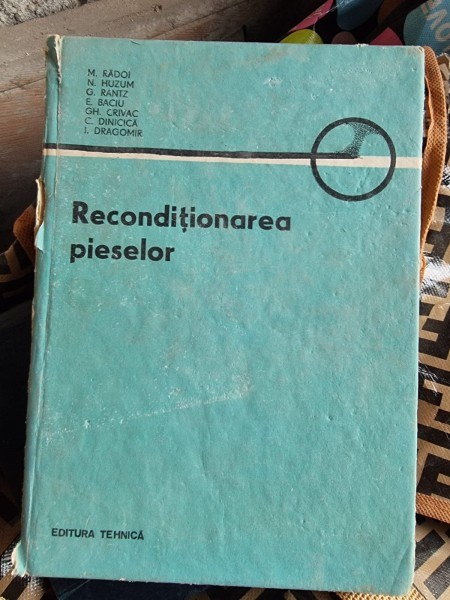 M. RĂDOI
N. HUZUM
G. RANTZ
E. BACIU
GH. CRIVAC
C. DINICICĂ
I. DRAGOMIR
Recondiționarea
pieselor
EDITURA TEHNICĂ